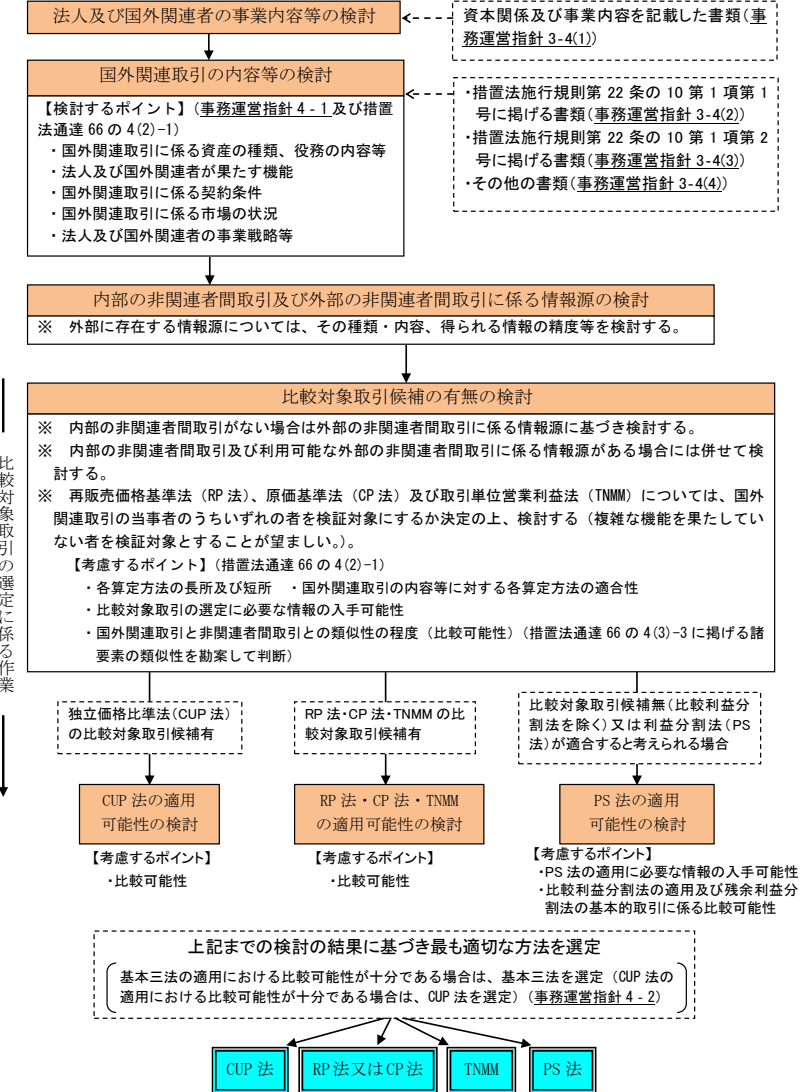 法人及び国外関連者の事業内容等の検討
資本関係及び事業内容を記載した書類(事
務運営指針 3-4(1))
国外関連取引の内容等の検討
【検討するポイント】(事務運営指針 4 - 1 及び措置
法通達 66 の 4(2)-1)
・国外関連取引に係る資産の種類、役務の内容等
・法人及び国外関連者が果たす機能
・国外関連取引に係る契約条件
・国外関連取引に係る市場の状況
・法人及び国外関連者の事業戦略等
・措置法施行規則第 22 条の 10 第 1 項第 1
号に掲げる書類(事務運営指針 3-4(2))
・措置法施行規則第 22 条の 10 第 1 項第 2
号に掲げる書類(事務運営指針 3-4(3))
・その他の書類(事務運営指針 3-4(4))
内部の非関連者間取引及び外部の非関連者間取引に係る情報源の検討
※ 外部に存在する情報源については、その種類・内容、得られる情報の精度等を検討する。
比較対象取引の選定に係る作業
比較対象取引候補の有無の検討
※ 内部の非関連者間取引がない場合は外部の非関連者間取引に係る情報源に基づき検討する。
※ 内部の非関連者間取引及び利用可能な外部の非関連者間取引に係る情報源がある場合には併せて検
討する。
※ 再販売価格基準法(RP 法)、原価基準法(CP 法)及び取引単位営業利益法(TNMM)については、国外
関連取引の当事者のうちいずれの者を検証対象にするか決定の上、検討する(複雑な機能を果たしてい
ない者を検証対象とすることが望ましい。)。
【考慮するポイント】(措置法通達 66 の 4(2)-1)
・各算定方法の長所及び短所 ・国外関連取引の内容等に対する各算定方法の適合性
・比較対象取引の選定に必要な情報の入手可能性
・国外関連取引と非関連者間取引との類似性の程度(比較可能性)(措置法通達 66 の 4(3)-3 に掲げる諸
要素の類似性を勘案して判断)
独立価格比準法(CUP 法)
の比較対象取引候補有
RP 法・CP 法・TNMM の比
較対象取引候補有
比較対象取引候補無(比較利益分
割法を除く)又は利益分割法(PS
法)が適合すると考えられる場合
CUP 法の適用
可能性の検討
RP 法・CP 法・TNMM
の適用可能性の検討
PS 法の適用
可能性の検討
【考慮するポイント】
・比較可能性
【考慮するポイント】
・比較可能性
【考慮するポイント】
・PS 法の適用に必要な情報の入手可能性
・比較利益分割法の適用及び残余利益分
割法の基本的取引に係る比較可能性
上記までの検討の結果に基づき最も適切な方法を選定
基本三法の適用における比較可能性が十分である場合は、基本三法を選定(CUP 法の
適用における比較可能性が十分である場合は、CUP 法を選定)(事務運営指針 4 - 2)
CUP 法
RP 法又は CP 法
TNMM
PS 法